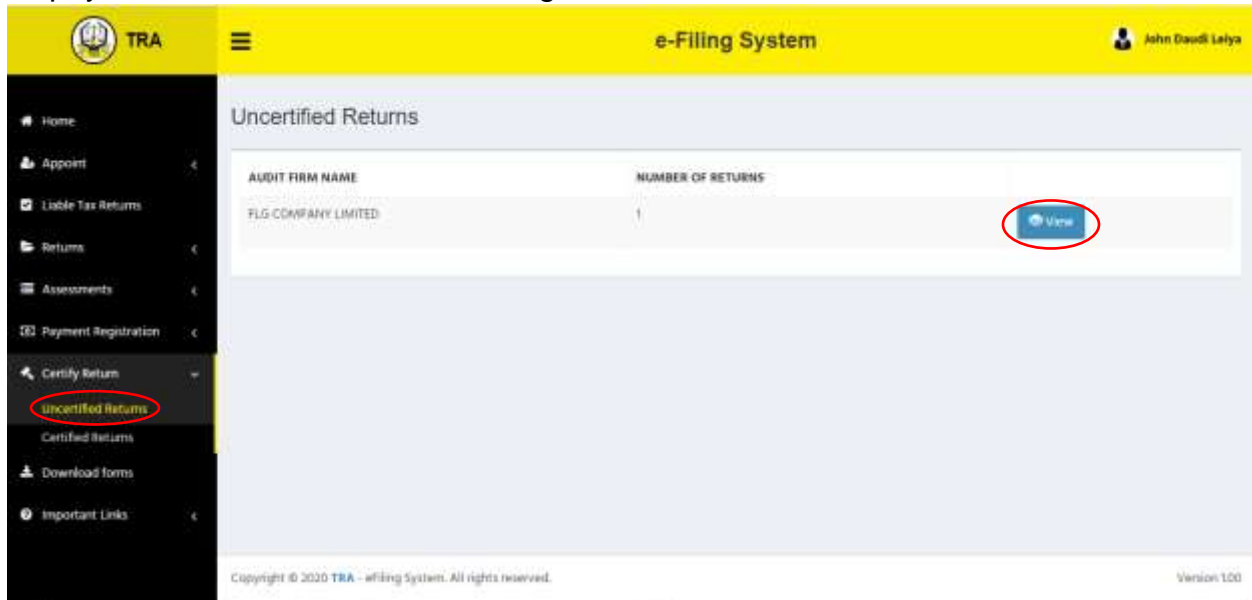 TRA
e-Filing System
John Daudi Laiya
Home
Appoint
Liable Tax Returns
Returns
Assessments
Payment Registration
Certify Return
Uncertified Returns
Certified Returns
Download forms
Important Links
Uncertified Returns
AUDIT FIRM NAME NUMBER OF RETURNS
FLG COMPANY LIMITED 1 View
Copyright © 2020 TRA - eFiling System. All rights reserved. Version 1.00